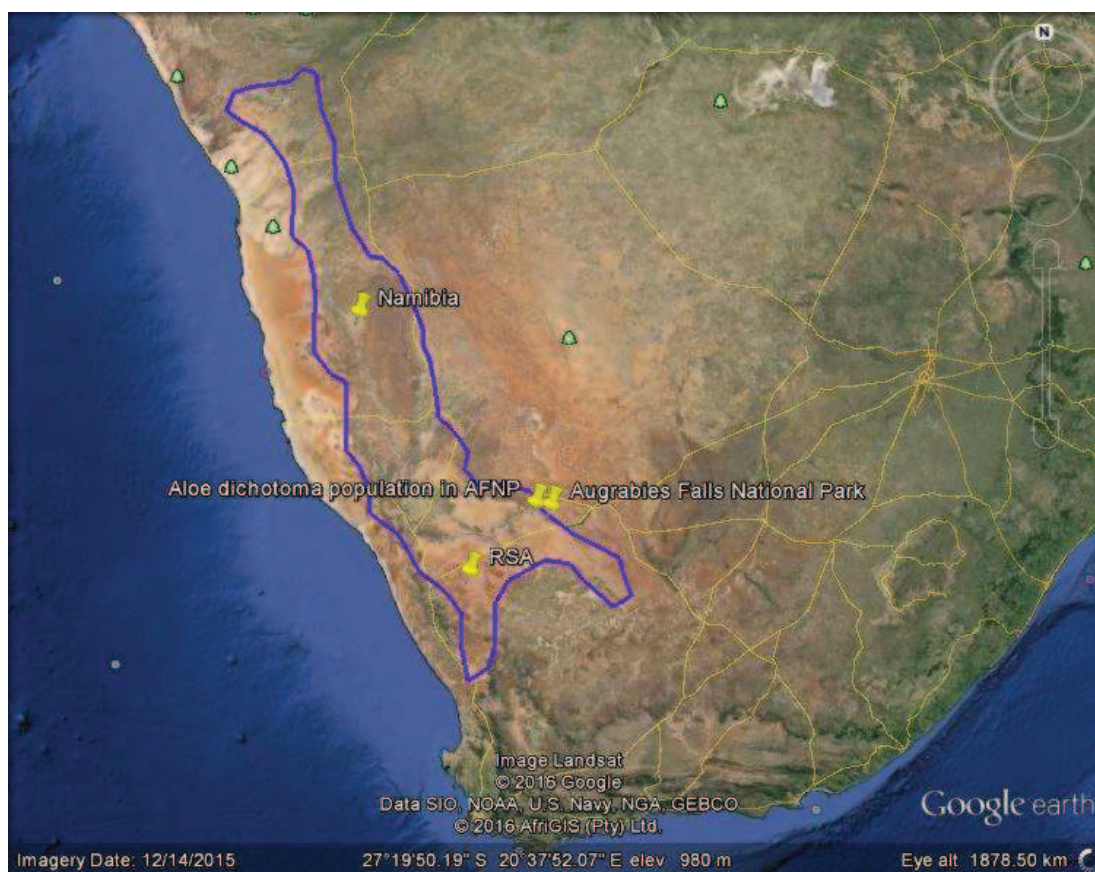 N
Namibia
Aloe dichotoma population in AFNP
Augrabies Falls National Park
RSA
Image Landsat
© 2016 Google
Data SIO, NOAA, U.S. Navy, NGA, GEBCO
© 2016 AfriGIS (Pty) Ltd.
Google earth
Imagery Date: 12/14/2015
27°19'50.19" S 20°37'52.07" E elev 980 m
Eye alt 1878.50 km